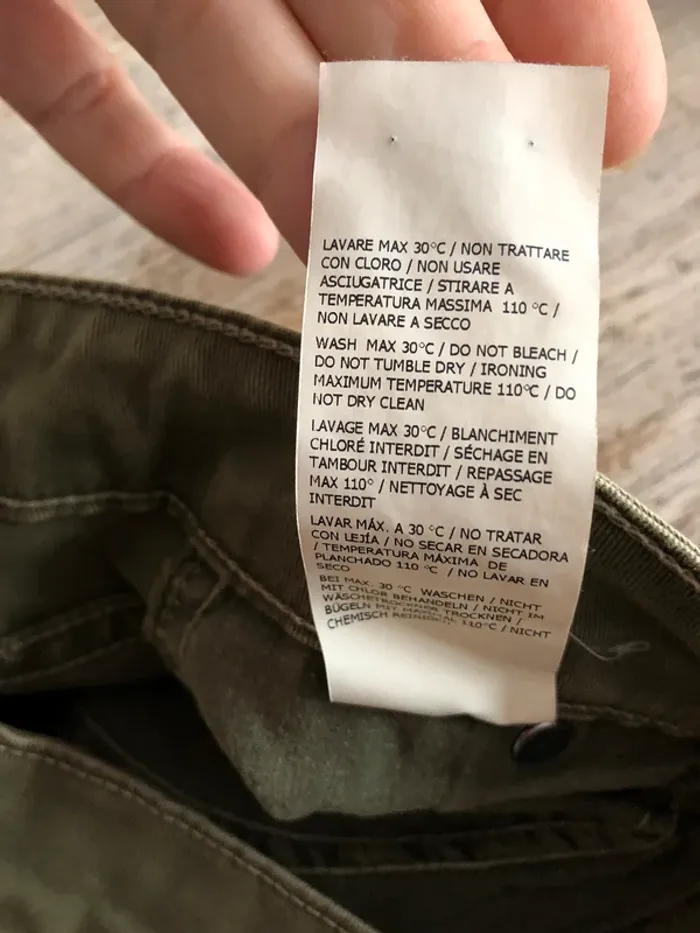 LAVARE MAX 30°C / NON TRATTARE
CON CLORO / NON USARE
ASCIUGATRICE / STIRARE A
TEMPERATURA MASSIMA 110 °C /
NON LAVARE A SECCO
WASH MAX 30°C / DO NOT BLEACH /
DO NOT TUMBLE DRY / IRONING
MAXIMUM TEMPERATURE 110°C / DO
NOT DRY CLEAN
LAVAGE MAX 30°C / BLANCHIMENT
CHLORÉ INTERDIT / SÉCHAGE EN
TAMBOUR INTERDIT / REPASSAGE
MAX 110° / NETTOYAGE À SEC
INTERDIT
LAVAR MÁX. A 30 °C / NO TRATAR
CON LEJÍA / NO SECAR EN SECADORA
/ TEMPERATURA MÁXIMA DE
PLANCHADO 110 °C / NO LAVAR EN
SECO
BEI MAX. 30 °C WASCHEN / NICHT
MIT CHLOR BEHANDELN / NICHT IM
WÄSCHETROCKNER TROCKNEN /
BÜGELN MIT 110°C / NICHT
CHEMISCH